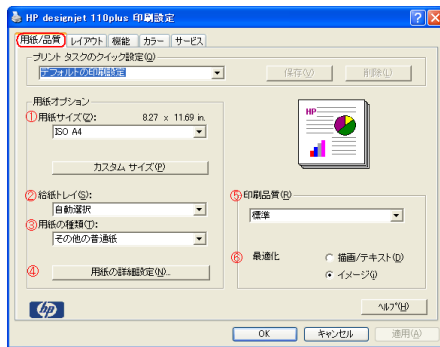 HP designjet 110plus 印刷設定
用紙/品質 レイアウト 機能 カラー サービス
プリント タスクのクイック設定(Q)
デフォルトの印刷設定
保存(V) 削除(L)
用紙オプション
①用紙サイズ(Z): 8.27 × 11.69 in.
ISO A4
カスタム サイズ(P)
②給紙トレイ(S):
自動選択
③用紙の種類(T):
その他の普通紙
④ 用紙の詳細設定(N)...
HP
⑤印刷品質(R)
標準
⑥ 最適化 描画/テキスト(D)
イメージ(I)
hp
ヘルプ(H)
OK キャンセル 適用(A)